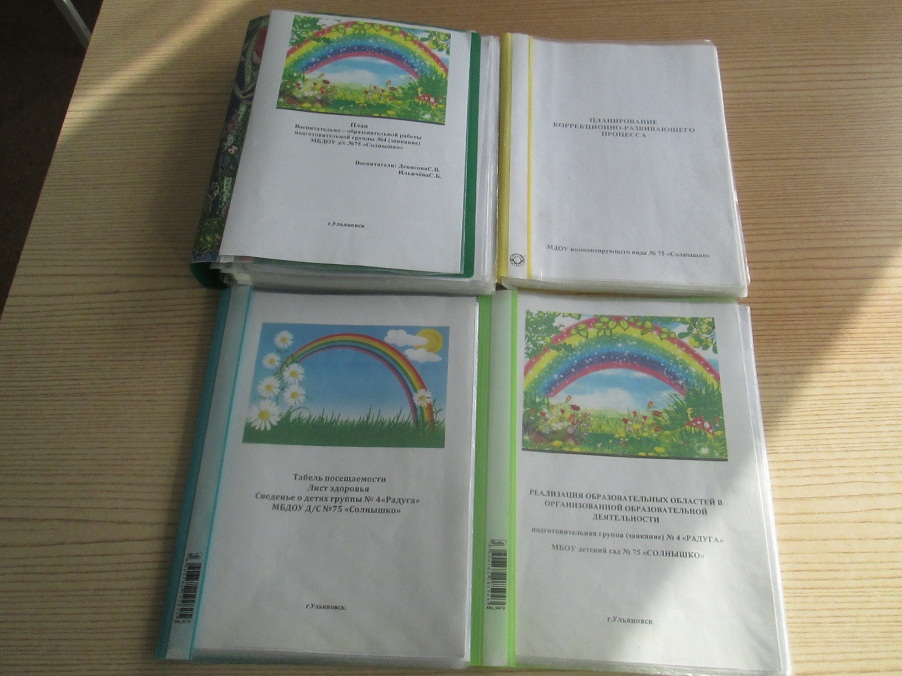 План
Воспитательно – образовательной работы
подготовительной группы №4 (заикание)
МБДОУ д/с №75 «Солнышко»
Воспитатели: ДенисоваС.В.
ИльичёваС.Б.
г.Ульяновск
ПЛАНИРОВАНИЕ
КОРРЕКЦИОННО-РАЗВИВАЮЩЕГО
ПРОЦЕССА
МДОУ компенсирующего вида № 75 «Солнышко»
Табель посещаемости
Лист здоровья
Сведенье о детях группы № 4«Радуга»
МБДОУ Д/С №75 «Солнышко»
г.Ульяновск.
РЕАЛИЗАЦИЯ ОБРАЗОВАТЕЛЬНЫХ ОБЛАСТЕЙ В
ОРГАНИЗОВАННОЙ ОБРАЗОВАТЕЛЬНОЙ
ДЕЯТЕЛЬНОСТИ
подготовительная группа (заикание) № 4 «РАДУГА»
МБОУ детский сад № 75 «СОЛНЫШКО»
г.Ульяновск